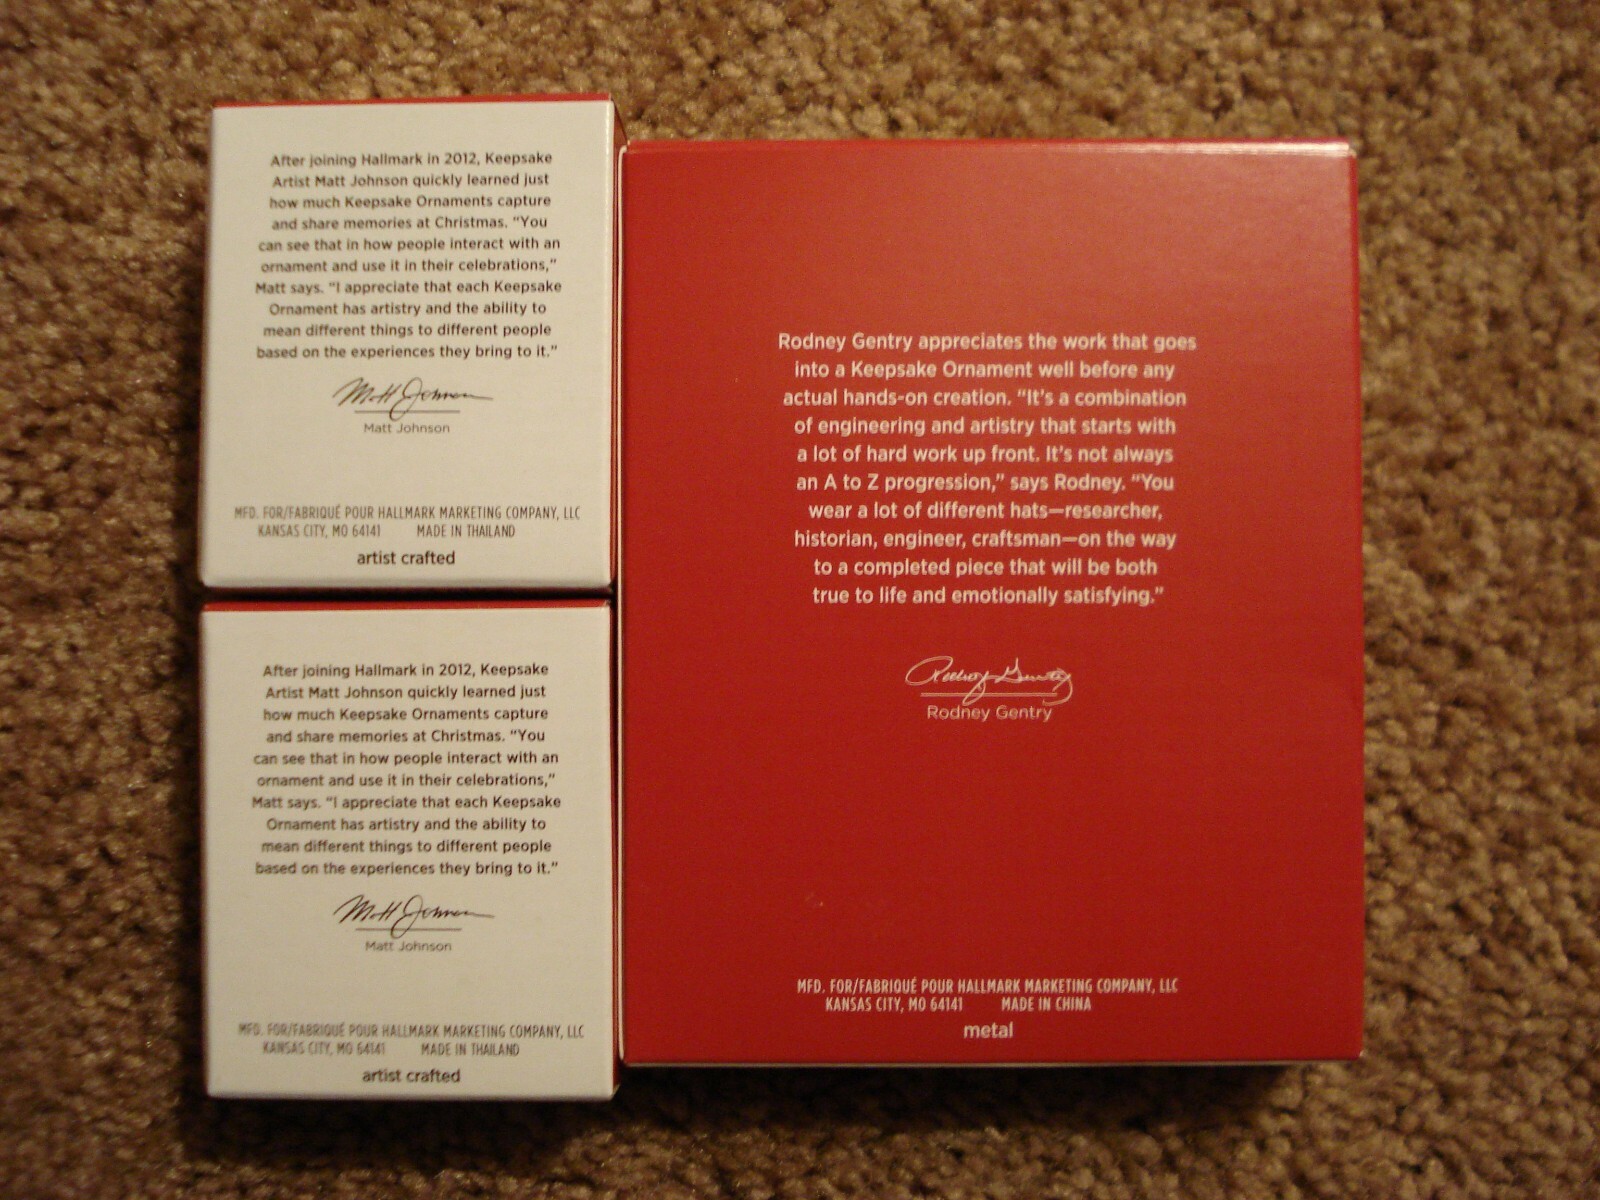 After joining Hallmark in 2012, Keepsake
Artist Matt Johnson quickly learned just
how much Keepsake Ornaments capture
and share memories at Christmas. “You
can see that in how people interact with an
ornament and use it in their celebrations,”
Matt says. “I appreciate that each Keepsake
Ornament has artistry and the ability to
mean different things to different people
based on the experiences they bring to it.”
Matt Johnson
Matt Johnson
MFD. FOR/FABRIQUÉ POUR HALLMARK MARKETING COMPANY, LLC
KANSAS CITY, MO 64141 MADE IN THAILAND
artist crafted
After joining Hallmark in 2012, Keepsake
Artist Matt Johnson quickly learned just
how much Keepsake Ornaments capture
and share memories at Christmas. “You
can see that in how people interact with an
ornament and use it in their celebrations,”
Matt says. “I appreciate that each Keepsake
Ornament has artistry and the ability to
mean different things to different people
based on the experiences they bring to it.”
Matt Johnson
Matt Johnson
MFD. FOR/FABRIQUÉ POUR HALLMARK MARKETING COMPANY, LLC
KANSAS CITY, MO 64141 MADE IN THAILAND
artist crafted
Rodney Gentry appreciates the work that goes
into a Keepsake Ornament well before any
actual hands-on creation. “It’s a combination
of engineering and artistry that starts with
a lot of hard work up front. It’s not always
an A to Z progression,” says Rodney. “You
wear a lot of different hats—researcher,
historian, engineer, craftsman—on the way
to a completed piece that will be both
true to life and emotionally satisfying.”
Rodney Gentry
Rodney Gentry
MFD. FOR/FABRIQUÉ POUR HALLMARK MARKETING COMPANY, LLC
KANSAS CITY, MO 64141 MADE IN CHINA
metal